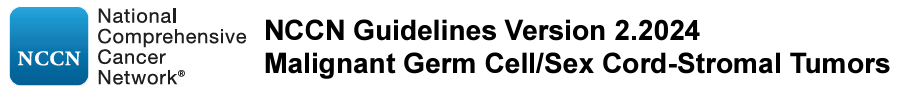 NCCN
National
Comprehensive
Cancer
Network®
NCCN Guidelines Version 2.2024
Malignant Germ Cell/Sex Cord-Stromal Tumors